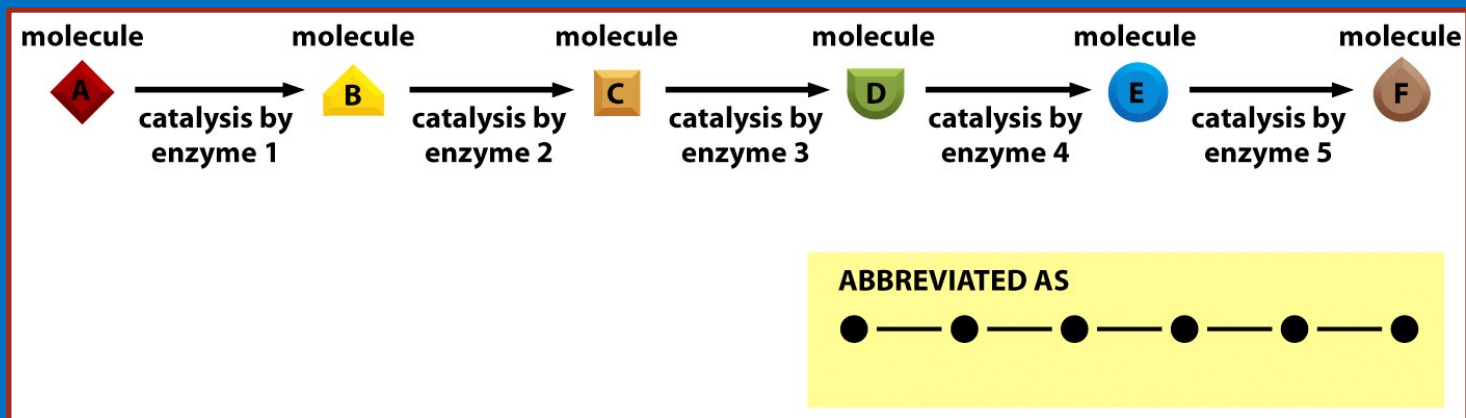 molecule molecule molecule molecule molecule molecule
A B C D E F
catalysis by catalysis by catalysis by catalysis by catalysis by
enzyme 1 enzyme 2 enzyme 3 enzyme 4 enzyme 5
ABBREVIATED AS